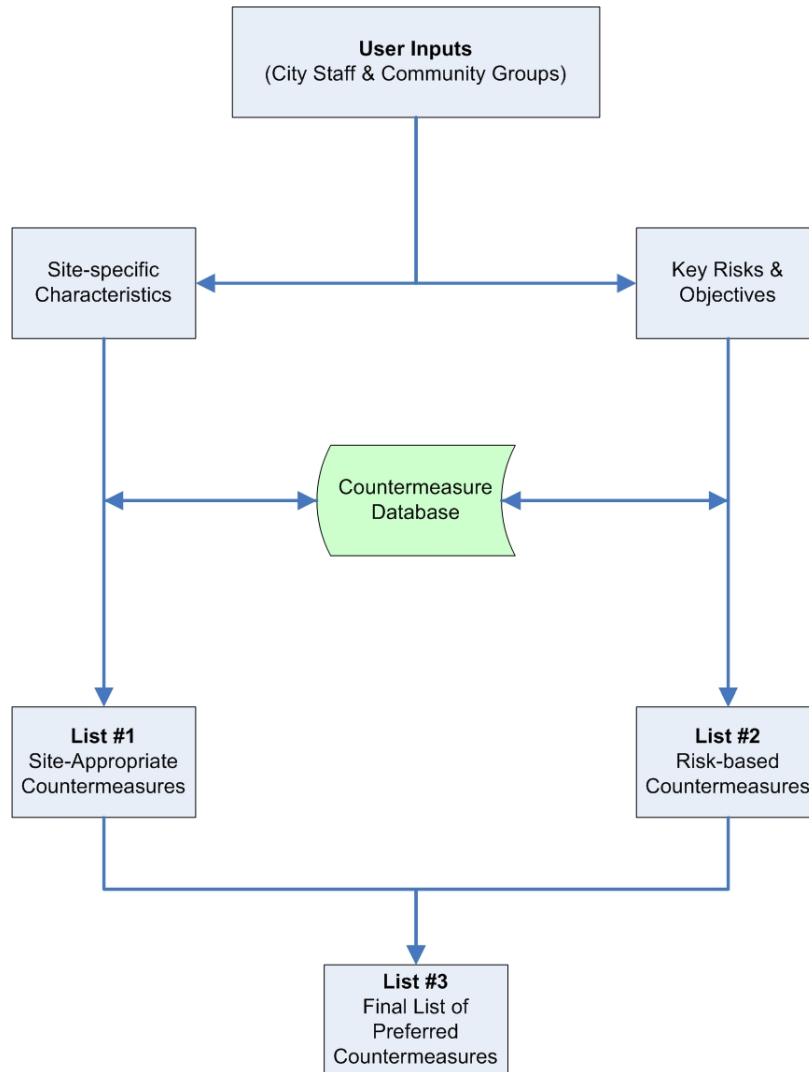 User Inputs
(City Staff & Community Groups)
Site-specific
Characteristics
Key Risks &
Objectives
Countermeasure
Database
List #1
Site-Appropriate
Countermeasures
List #2
Risk-based
Countermeasures
List #3
Final List of
Preferred
Countermeasures